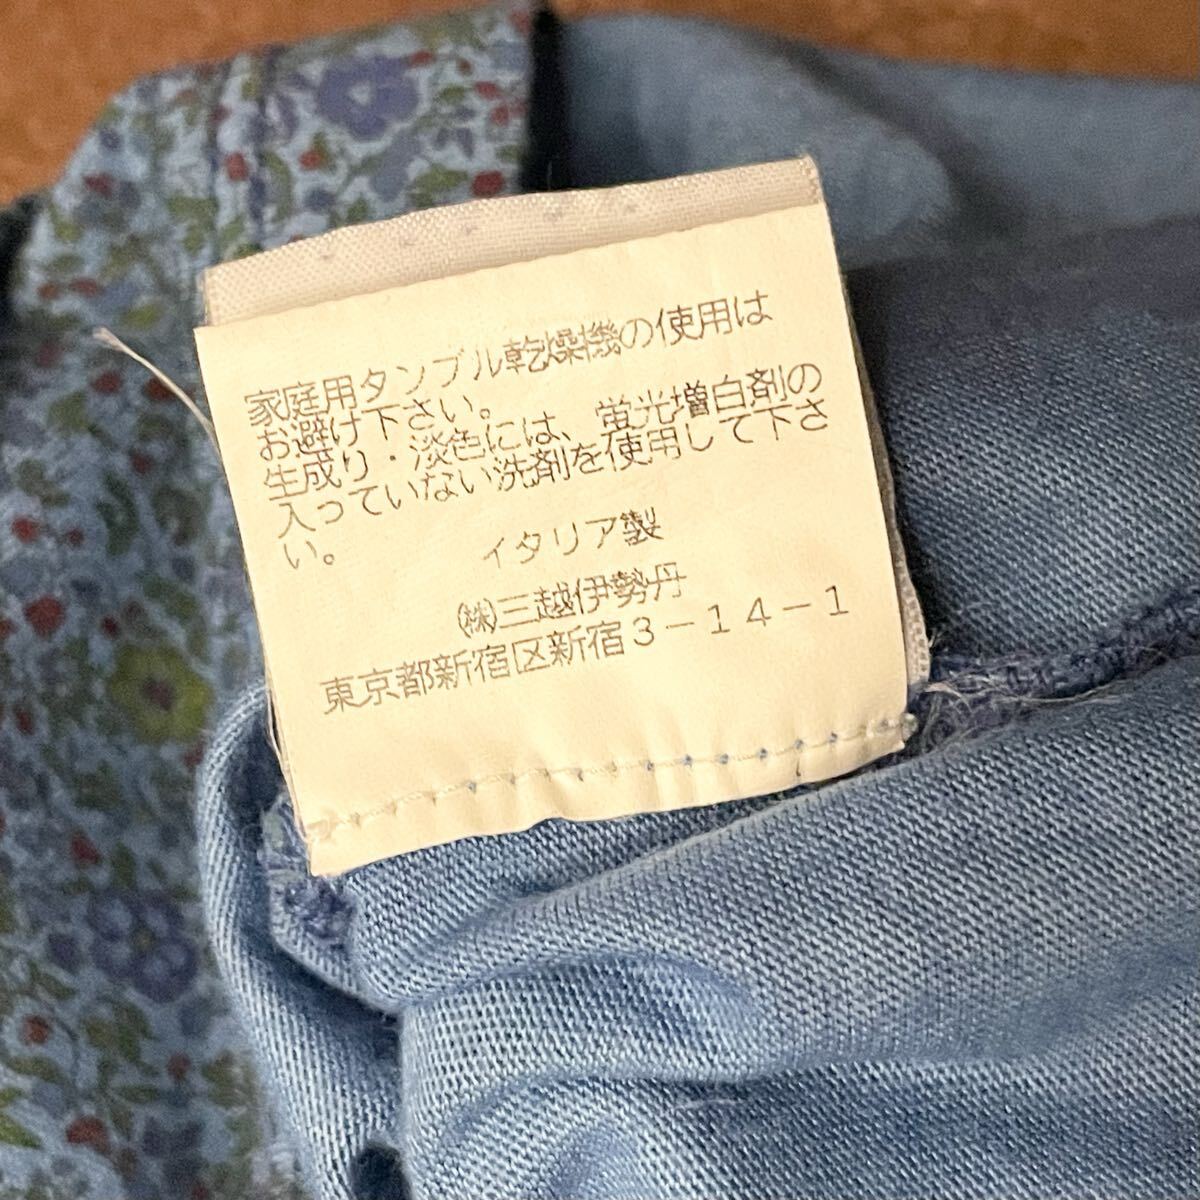 家庭用タンブル乾燥機の使用は
お避け下さい。
生成り・淡色には、蛍光増白剤の
入っていない洗剤を使用して下さ
い。
イタリア製
㈱三越伊勢丹
東京都新宿区新宿3－14－1